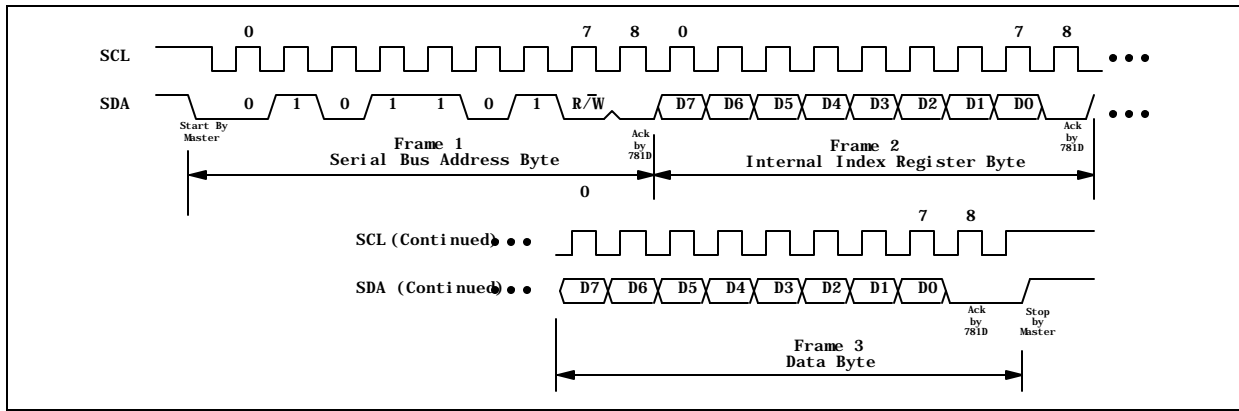 0 7 8 0 7 8
SCL
SDA 0 1 0 1 1 0 1 R/W D7 D6 D5 D4 D3 D2 D1 D0
Start By
Master
Ack
by
781D
Ack
by
781D
Frame 1
Serial Bus Address Byte
Frame 2
Internal Index Register Byte
0
7 8
SCL (Continued)
SDA (Continued) D7 D6 D5 D4 D3 D2 D1 D0
Ack
by
781D
Stop
by
Master
Frame 3
Data Byte